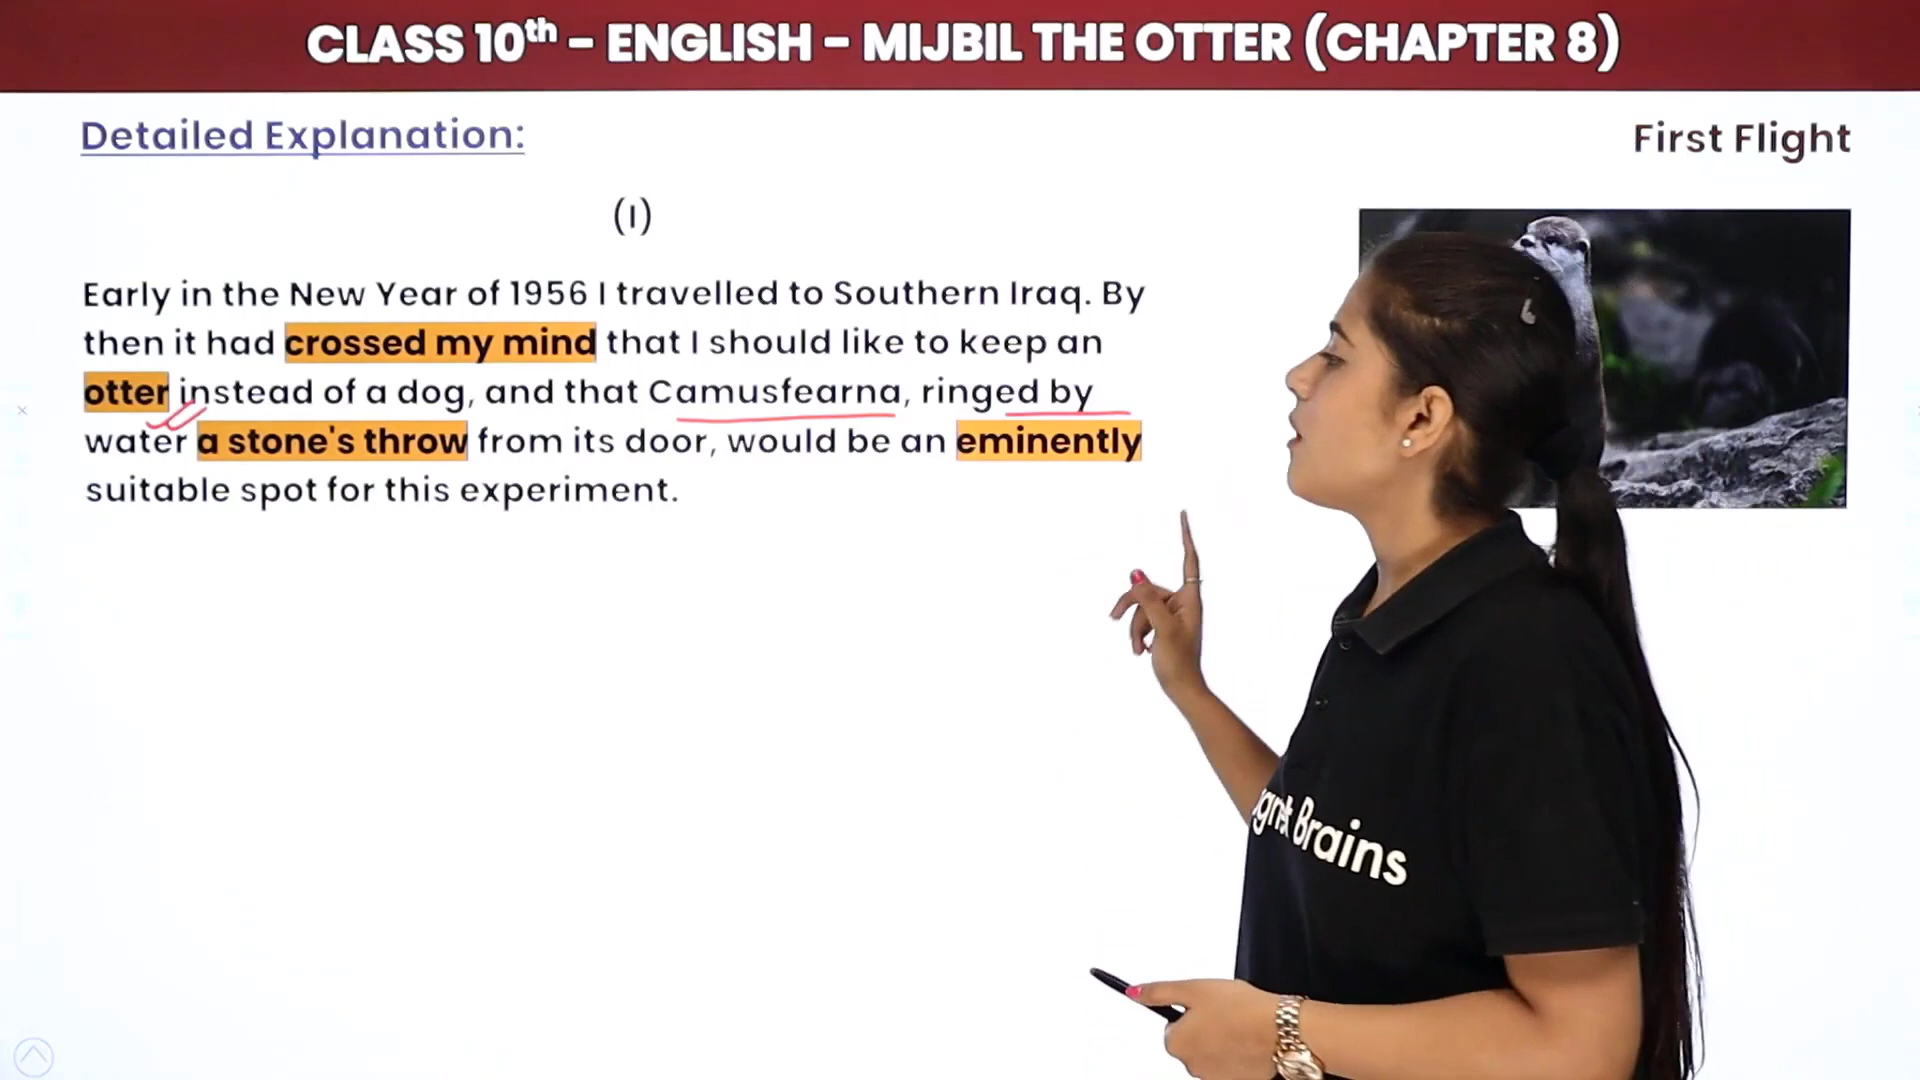 CLASS 10th – ENGLISH – MIJBIL THE OTTER (CHAPTER 8)
Detailed Explanation:
First Flight
(I)
Early in the New Year of 1956 I travelled to Southern Iraq. By
then it had crossed my mind that I should like to keep an
otter instead of a dog, and that Camusfearna, ringed by
water a stone's throw from its door, would be an eminently
suitable spot for this experiment.
Brains